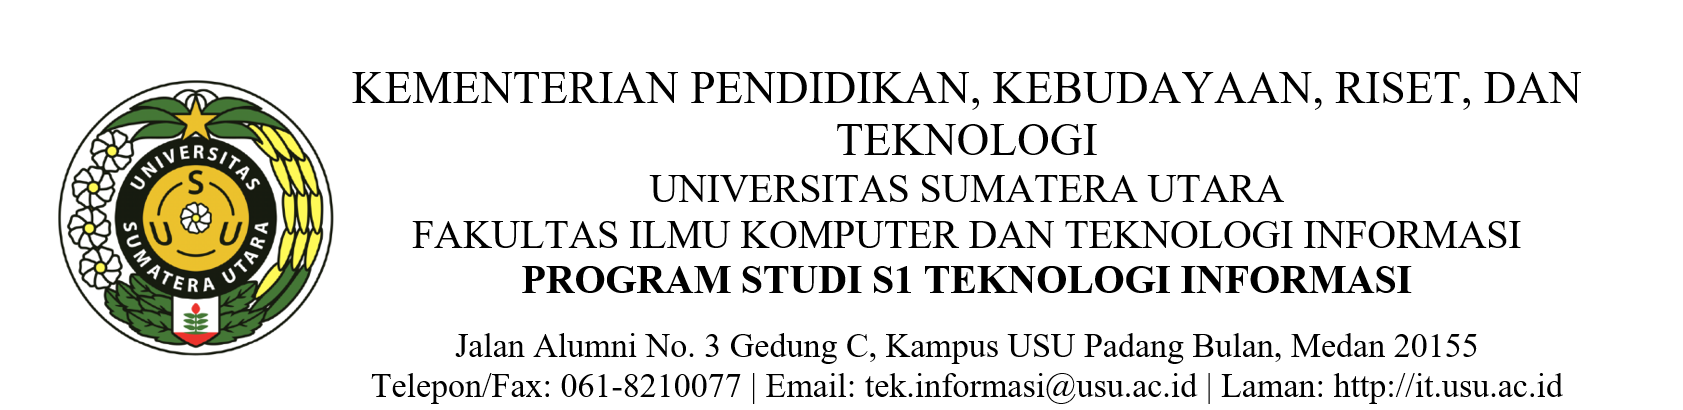 KEMENTERIAN PENDIDIKAN, KEBUDAYAAN, RISET, DAN
TEKNOLOGI
UNIVERSITAS SUMATERA UTARA
FAKULTAS ILMU KOMPUTER DAN TEKNOLOGI INFORMASI
PROGRAM STUDI S1 TEKNOLOGI INFORMASI
Jalan Alumni No. 3 Gedung C, Kampus USU Padang Bulan, Medan 20155
Telepon/Fax: 061-8210077 | Email: tek.informasi@usu.ac.id | Laman: http://it.usu.ac.id
UNIVERSITAS
SUMATERA UTARA
S
U U